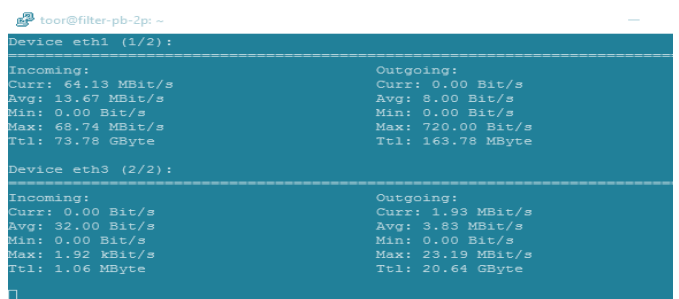 toor@filter-pb-2p: ~
Device eth1 (1/2):
================================================================================
Incoming: Outgoing:
Curr: 64.13 MBit/s Curr: 0.00 Bit/s
Avg: 13.67 MBit/s Avg: 8.00 Bit/s
Min: 0.00 Bit/s Min: 0.00 Bit/s
Max: 68.74 MBit/s Max: 720.00 Bit/s
Ttl: 73.78 GByte Ttl: 163.78 MByte
Device eth3 (2/2):
================================================================================
Incoming: Outgoing:
Curr: 0.00 Bit/s Curr: 1.93 MBit/s
Avg: 32.00 Bit/s Avg: 3.83 MBit/s
Min: 0.00 Bit/s Min: 0.00 Bit/s
Max: 1.92 kBit/s Max: 23.19 MBit/s
Ttl: 1.06 MByte Ttl: 20.64 GByte